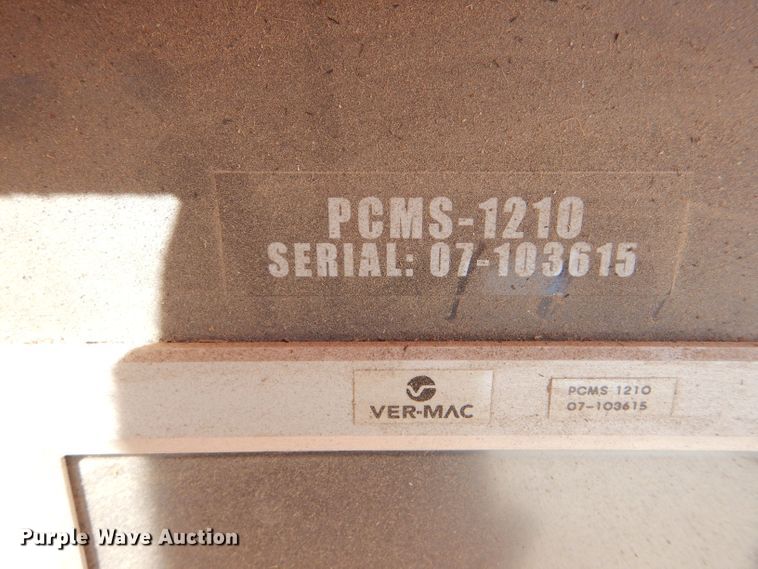 PCMS-1210
SERIAL: 07-103615
VER-MAC
PCMS 1210
07-103615
Purple Wave Auction